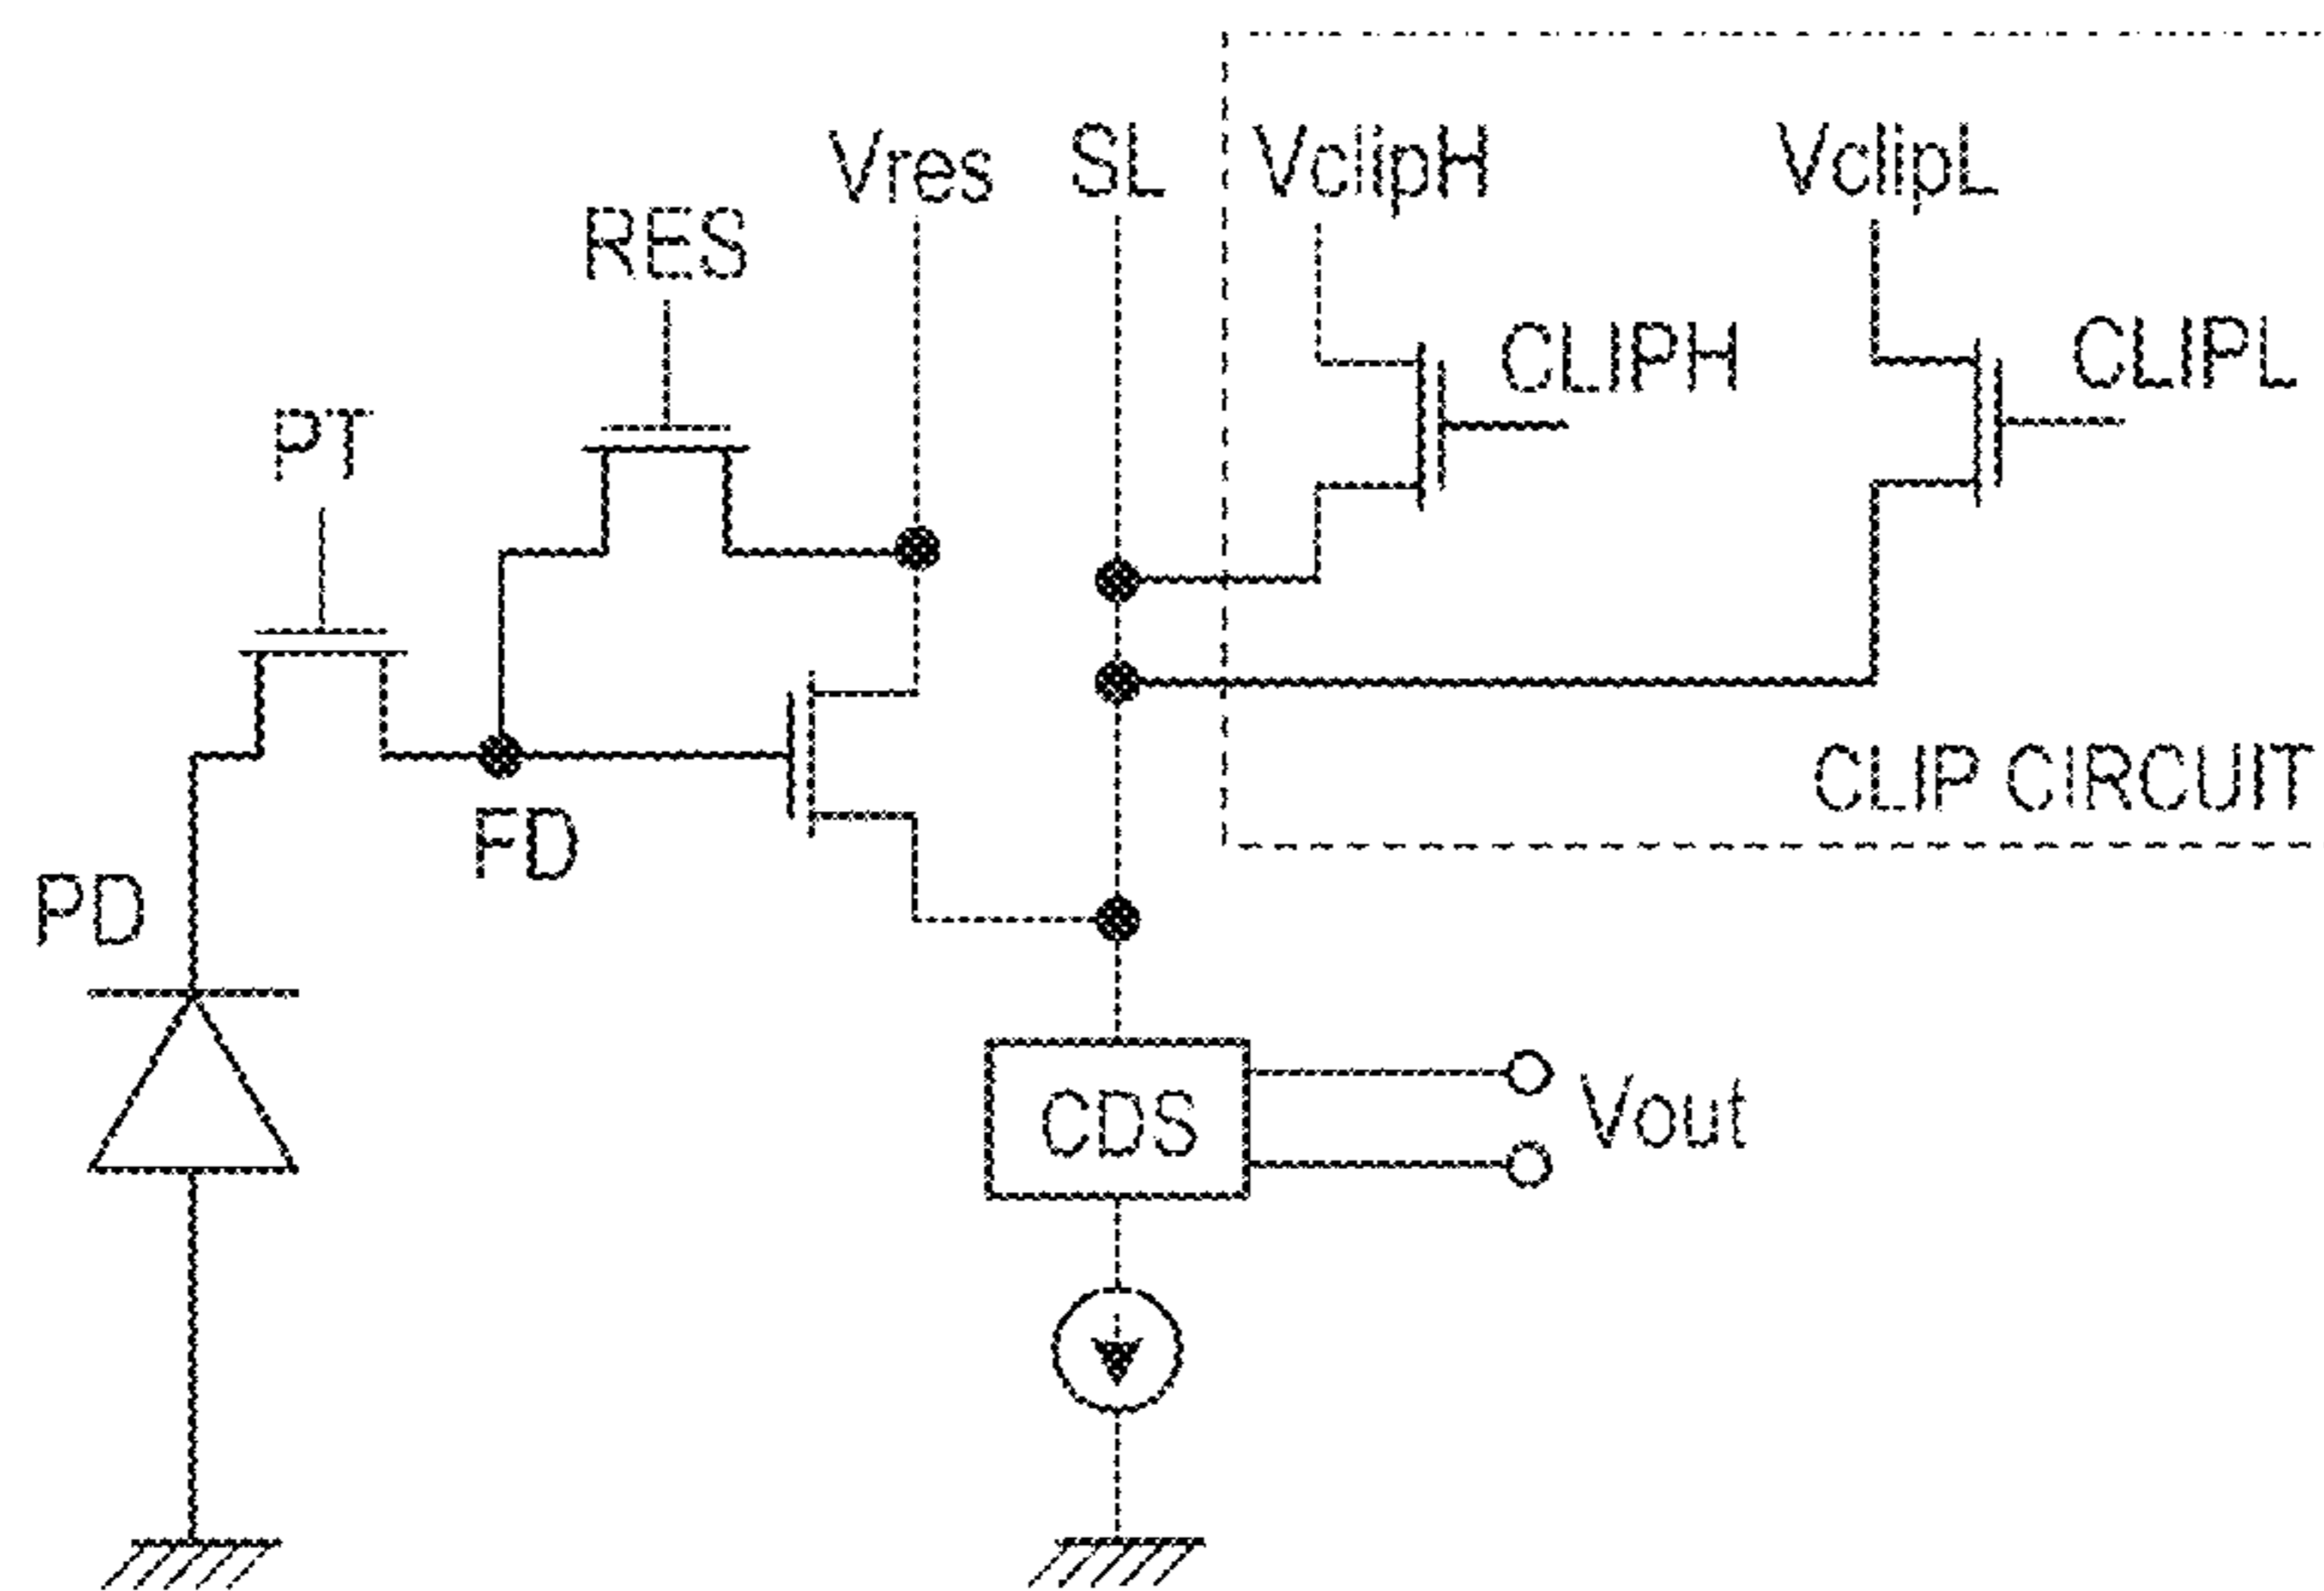 Vres
SL
VclipH
VclipL
RES
CLIPH
CLIPL
PT
CLIP CIRCUIT
FD
PD
CDS
Vout